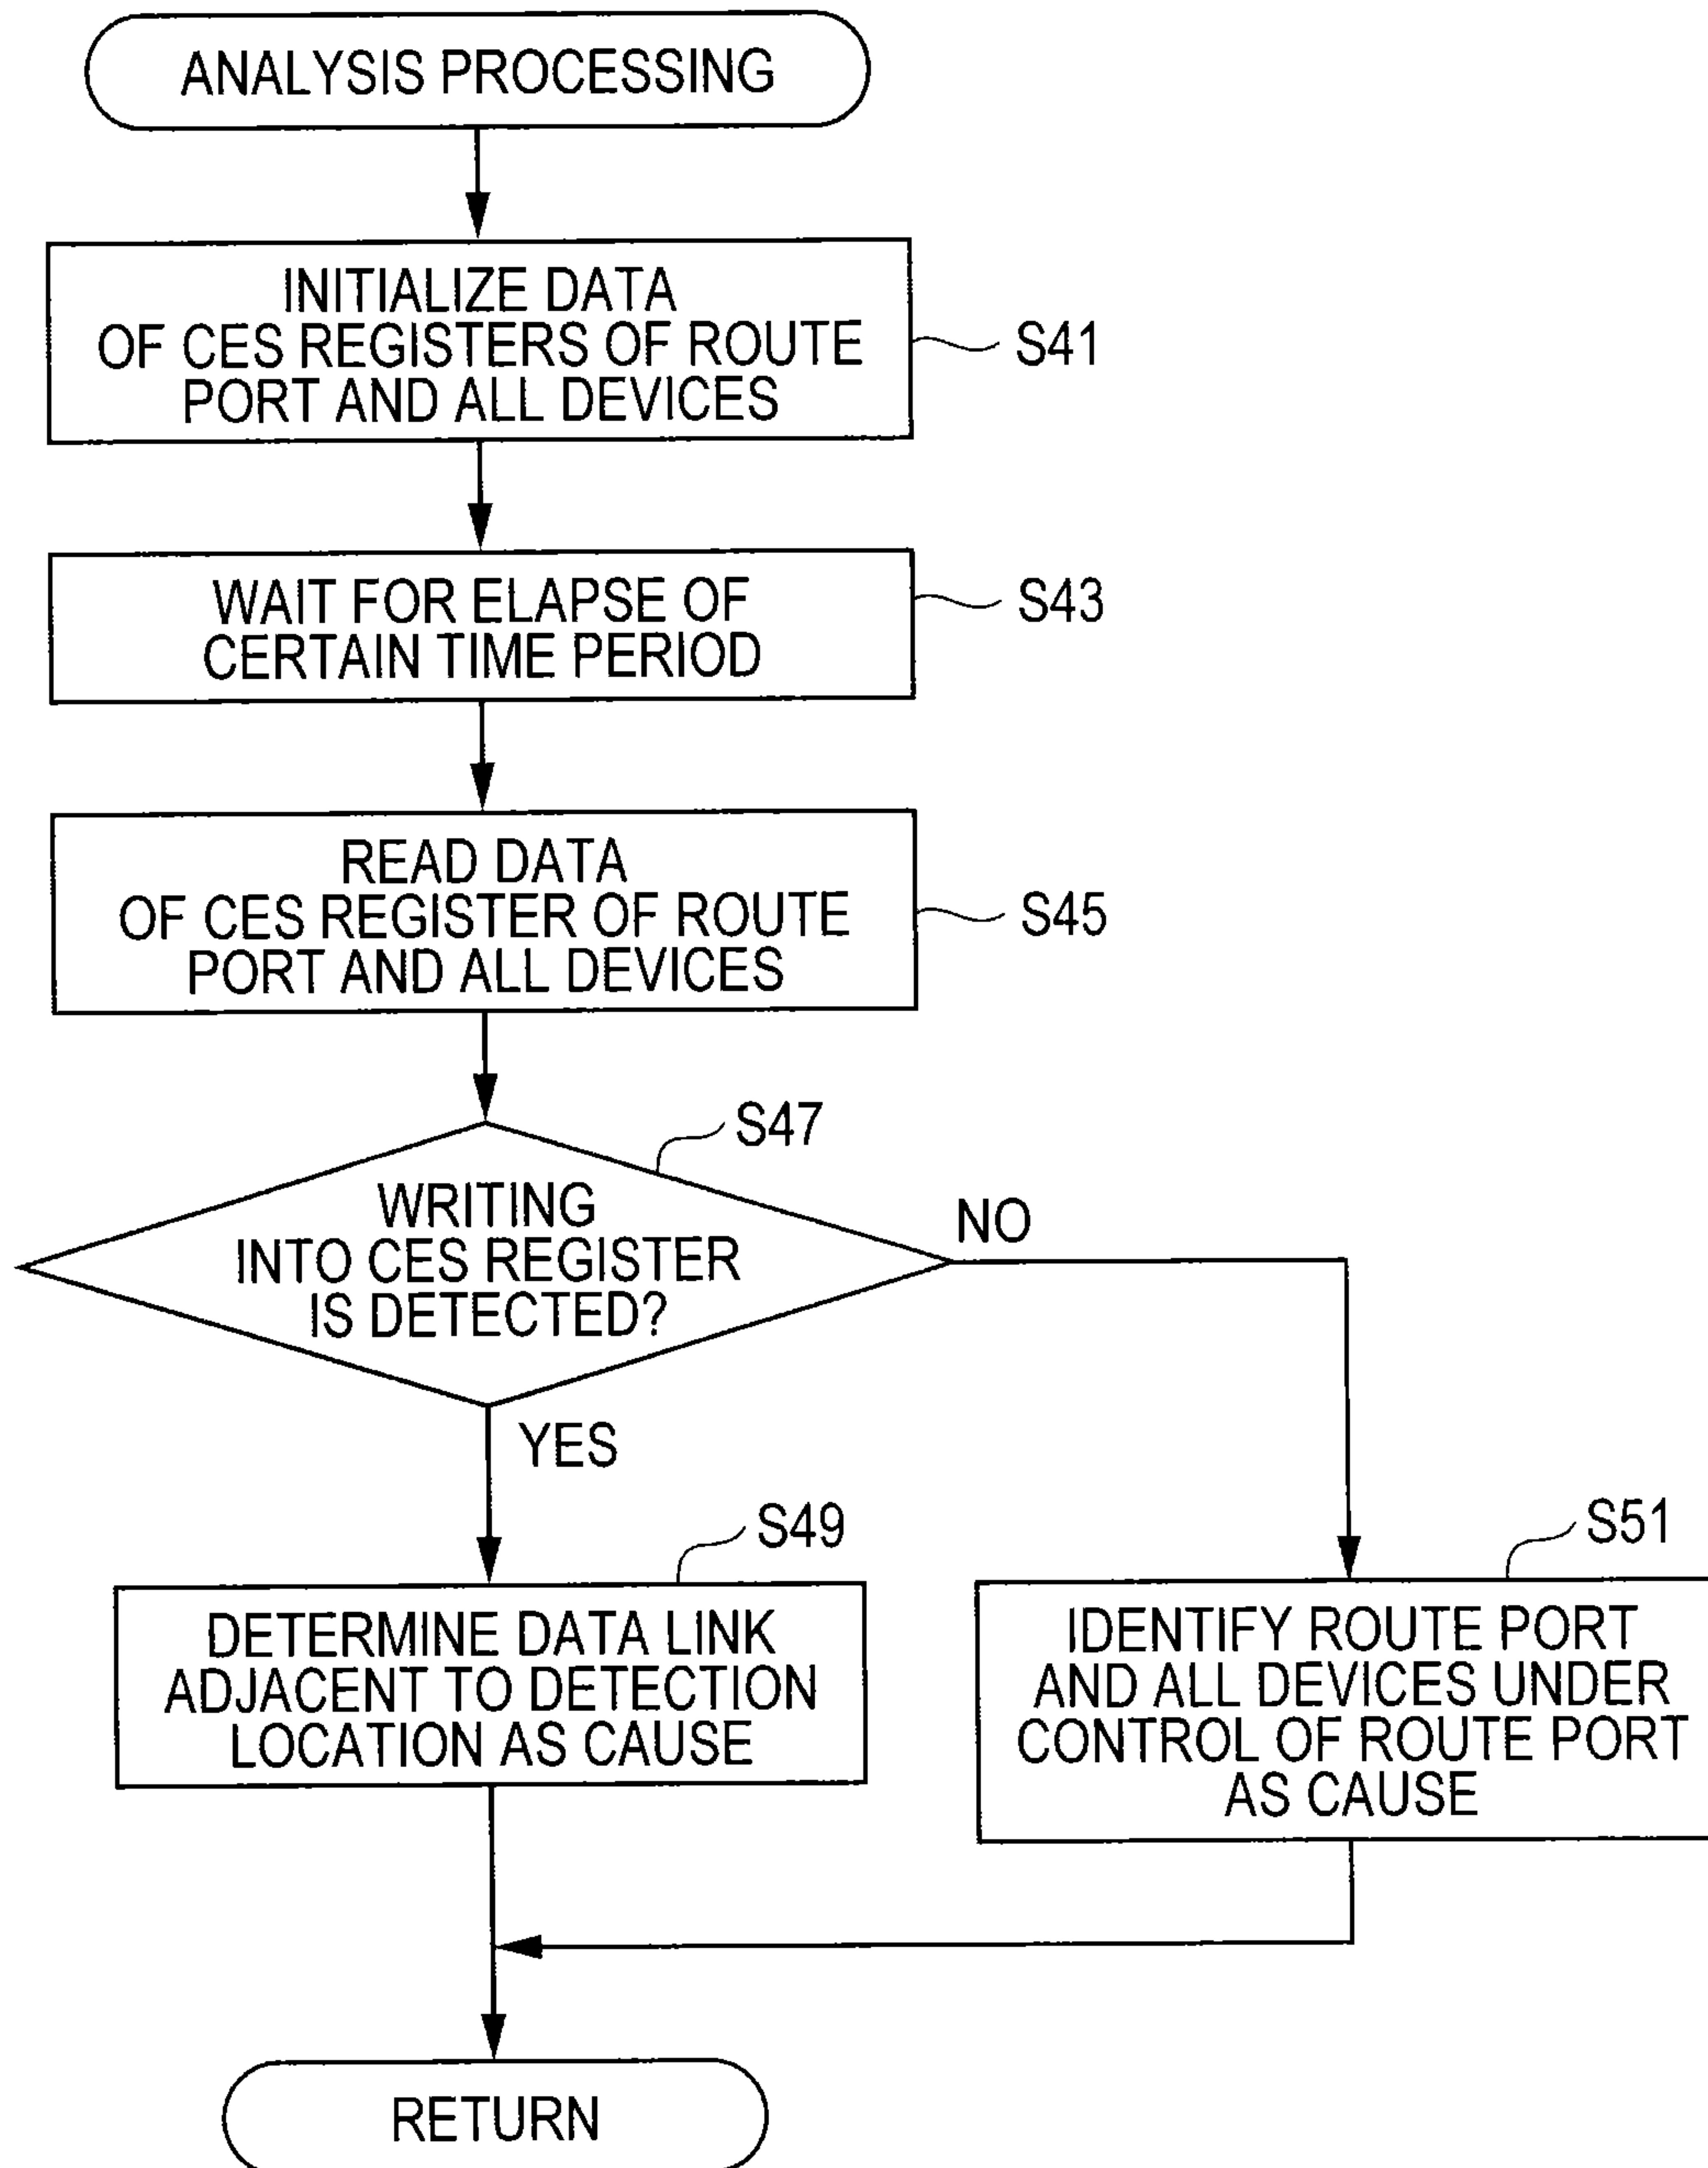 ANALYSIS PROCESSING
INITIALIZE DATA
OF CES REGISTERS OF ROUTE
PORT AND ALL DEVICES
S41
WAIT FOR ELAPSE OF
CERTAIN TIME PERIOD
S43
READ DATA
OF CES REGISTER OF ROUTE
PORT AND ALL DEVICES
S45
S47
WRITING
INTO CES REGISTER
IS DETECTED?
NO
YES
S49
DETERMINE DATA LINK
ADJACENT TO DETECTION
LOCATION AS CAUSE
S51
IDENTIFY ROUTE PORT
AND ALL DEVICES UNDER
CONTROL OF ROUTE PORT
AS CAUSE
RETURN